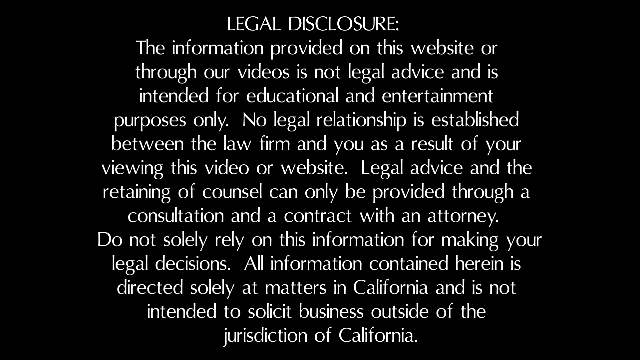 LEGAL DISCLOSURE:
The information provided on this website or
through our videos is not legal advice and is
intended for educational and entertainment
purposes only.  No legal relationship is established
between the law firm and you as a result of your
viewing this video or website.  Legal advice and the
retaining of counsel can only be provided through a
consultation and a contract with an attorney.
Do not solely rely on this information for making your
legal decisions.  All information contained herein is
directed solely at matters in California and is not
intended to solicit business outside of the
jurisdiction of California.